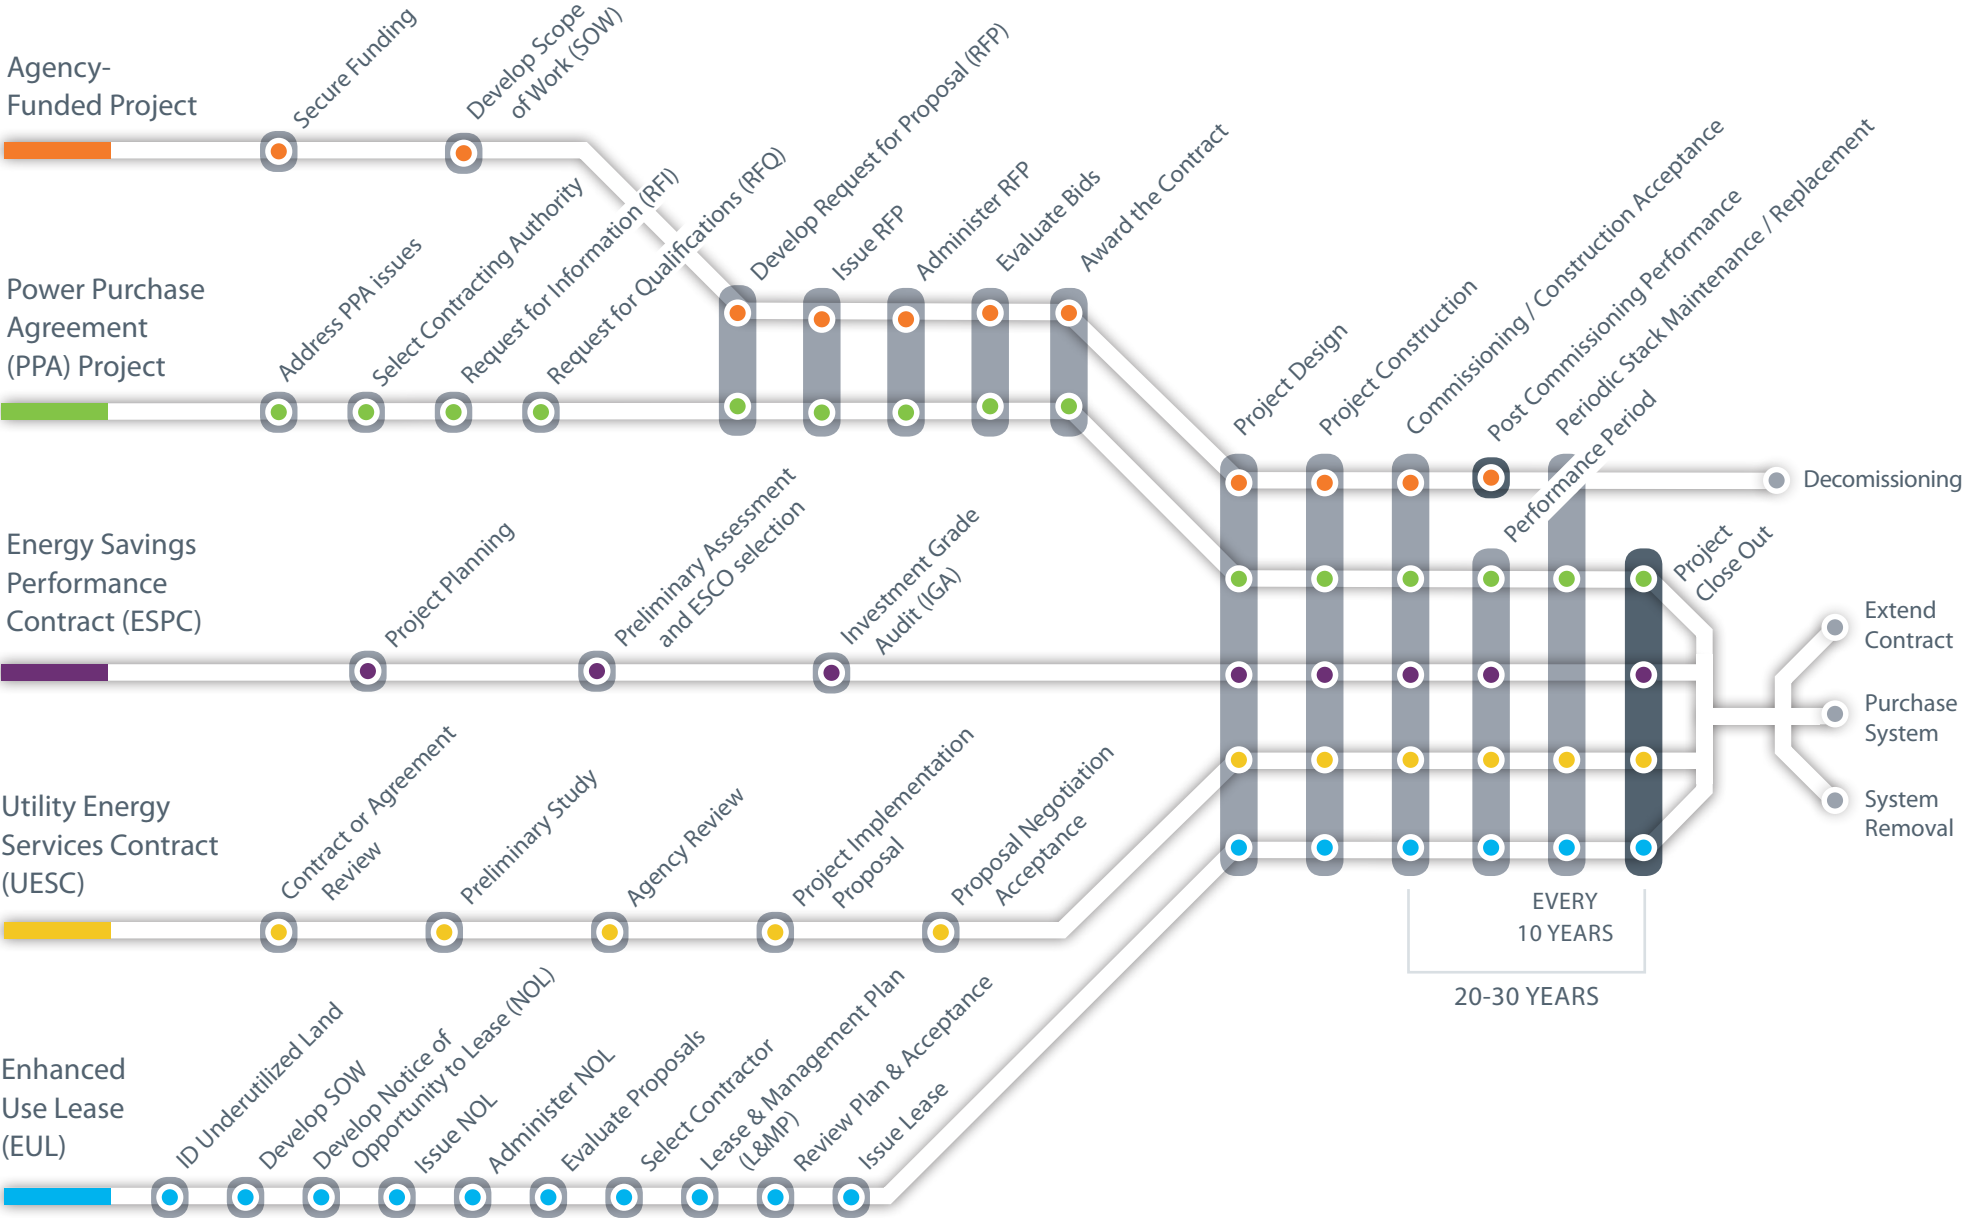 Agency-
Funded Project
Secure Funding
Develop Scope
of Work (SOW)
Power Purchase
Agreement
(PPA) Project
Address PPA issues
Select Contracting Authority
Request for Information (RFI)
Request for Qualifications (RFQ)
Develop Request for Proposal (RFP)
Issue RFP
Administer RFP
Evaluate Bids
Award the Contract
Project Design
Project Construction
Commissioning / Construction Acceptance
Post Commissioning Performance
Periodic Stack Maintenance / Replacement
Performance Period
Decomissioning
Project
Close Out
Energy Savings
Performance
Contract (ESPC)
Project Planning
Preliminary Assessment
and ESCO selection
Investment Grade
Audit (IGA)
Extend
Contract
Purchase
System
System
Removal
Utility Energy
Services Contract
(UESC)
Contract or Agreement
Review
Preliminary Study
Agency Review
Project Implementation
Proposal
Proposal Negotiation
Acceptance
EVERY
10 YEARS
20-30 YEARS
Enhanced
Use Lease
(EUL)
ID Underutilized Land
Develop SOW
Develop Notice of
Opportunity to Lease (NOL)
Issue NOL
Administer NOL
Evaluate Proposals
Select Contractor
Lease & Management Plan
(L&MP)
Review Plan & Acceptance
Issue Lease